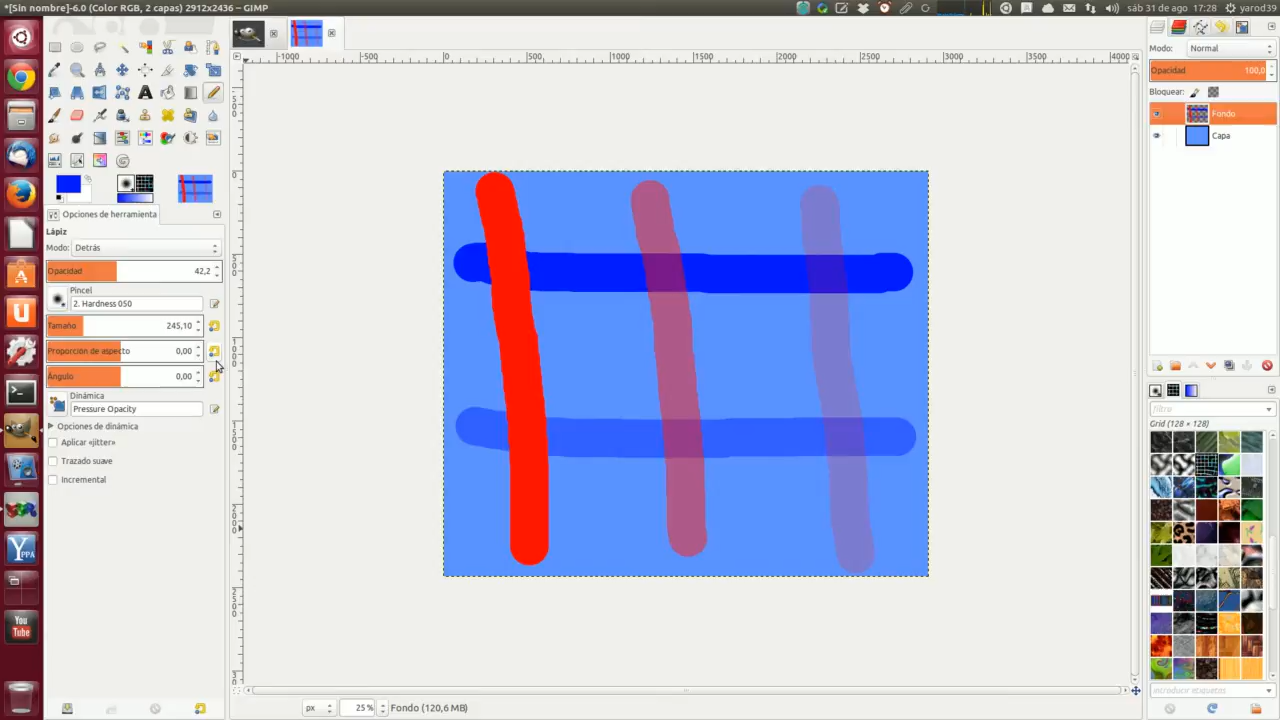 *[Sin nombre]-6.0 (Color RGB, 2 capas) 2912x2436 – GIMP
sáb 31 de ago
17:28
yarod39
-1000
-500
0
500
1000
1500
2000
2500
3000
3500
4000
Modo:
Normal
Opacidad
100,0
Bloquear:
Fondo
Capa
Opciones de herramienta
Lápiz
Modo:
Detrás
Opacidad
42,2
Pincel
2. Hardness 050
Tamaño
245,10
Proporción de aspecto
0,00
Ángulo
0,00
Dinámica
Pressure Opacity
Opciones de dinámica
Aplicar «jitter»
Trazado suave
Incremental
filtro
Grid (128 × 128)
introducir etiquetas
px
25 %
Fondo (120,6 MB)
YPPA
You
Tube